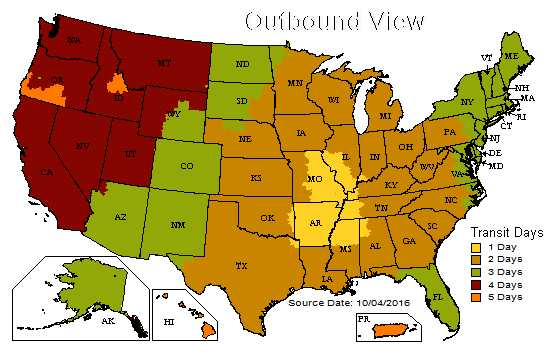 Outbound View
WA
MT
ND
MN
OR
ID
WY
SD
WI
MI
VT
ME
NY
NH
MA
RI
CT
NV
UT
CO
NE
IA
IL
IN
OH
PA
NJ
DE
MD
WV
VA
CA
KS
MO
KY
NC
TN
AZ
NM
OK
AR
SC
MS
AL
GA
TX
LA
FL
Transit Days
1 Day
2 Days
3 Days
4 Days
5 Days
Source Date: 10/04/2016
AK
HI
PR